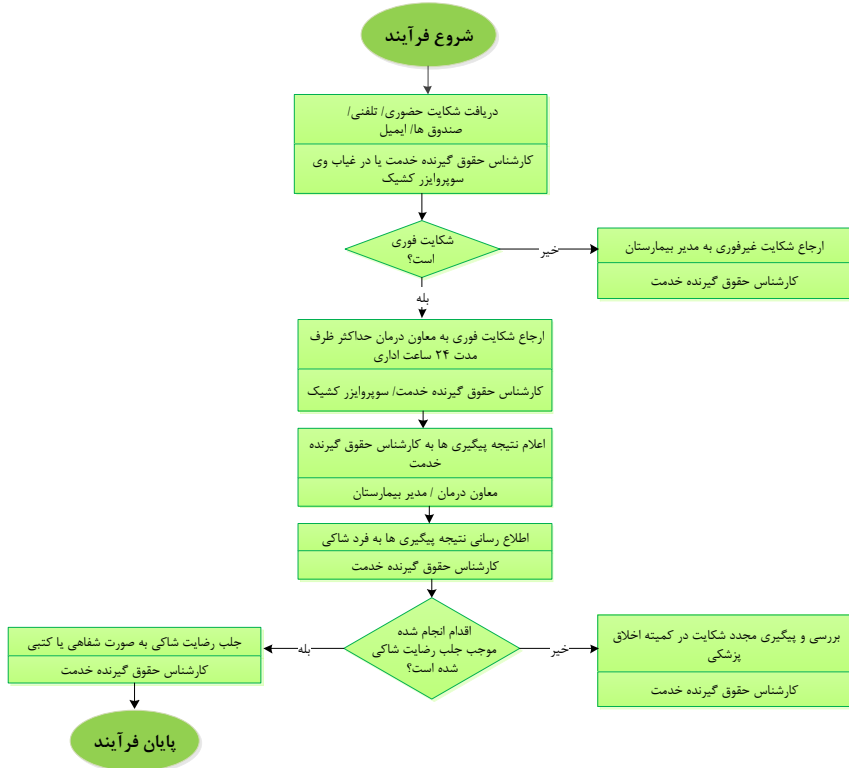 شروع فرآیند
دریافت شکایت حضوری/ تلفنی/
صندوق ها/ ایمیل
کارشناس حقوق گیرنده خدمت یا در غیاب وی
سوپروایزر کشیک
شکایت فوری
است؟
خیر
ارجاع شکایت غیرفوری به مدیر بیمارستان
کارشناس حقوق گیرنده خدمت
بله
ارجاع شکایت فوری به معاون درمان حداکثر ظرف
مدت ۲۴ ساعت اداری
کارشناس حقوق گیرنده خدمت/ سوپروایزر کشیک
اعلام نتیجه پیگیری ها به کارشناس حقوق گیرنده
خدمت
معاون درمان / مدیر بیمارستان
اطلاع رسانی نتیجه پیگیری ها به فرد شاکی
کارشناس حقوق گیرنده خدمت
اقدام انجام شده
موجب جلب رضایت شاکی
شده است؟
خیر
بررسی و پیگیری مجدد شکایت در کمیته اخلاق
پزشکی
کارشناس حقوق گیرنده خدمت
بله
جلب رضایت شاکی به صورت شفاهی یا کتبی
کارشناس حقوق گیرنده خدمت
پایان فرآیند